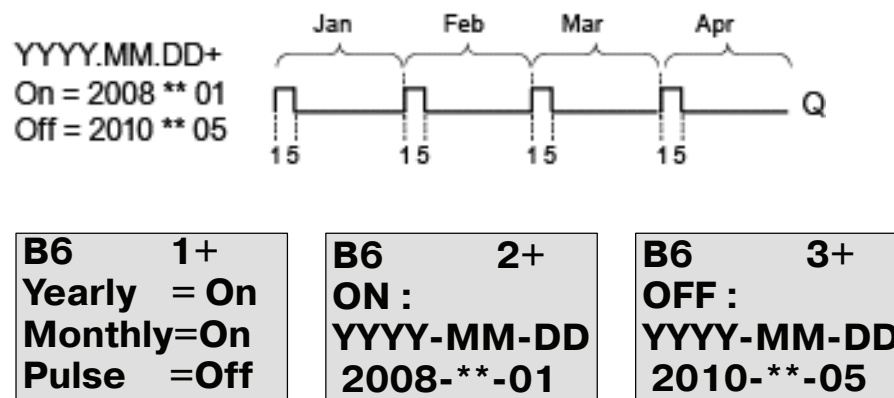 Jan Feb Mar Apr
YYYY.MM.DD+
On = 2008 ** 01
Off = 2010 ** 05
Q
1 5 1 5 1 5 1 5
B6 1+
Yearly = On
Monthly=On
Pulse =Off
B6 2+
ON :
YYYY-MM-DD
2008-**-01
B6 3+
OFF :
YYYY-MM-DD
2010-**-05